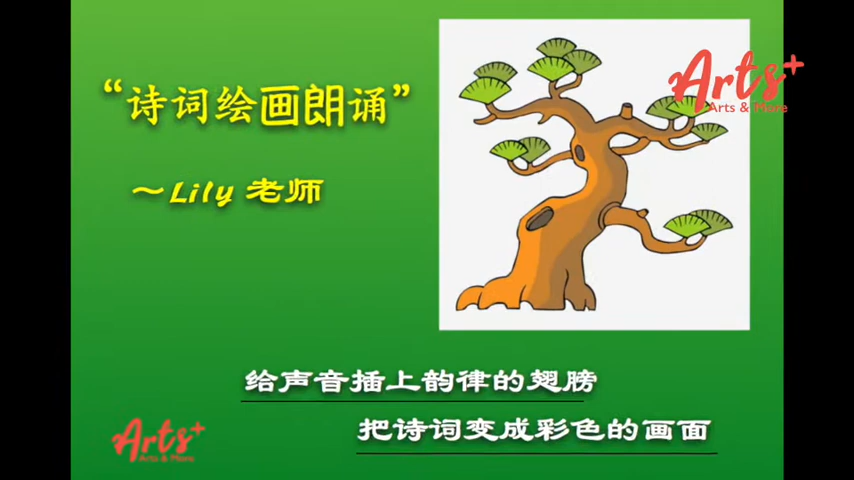 “诗词绘画朗诵”
～Lily 老师
Arts+
Arts & More
给声音插上韵律的翅膀
把诗词变成彩色的画面
Arts+
Arts & More